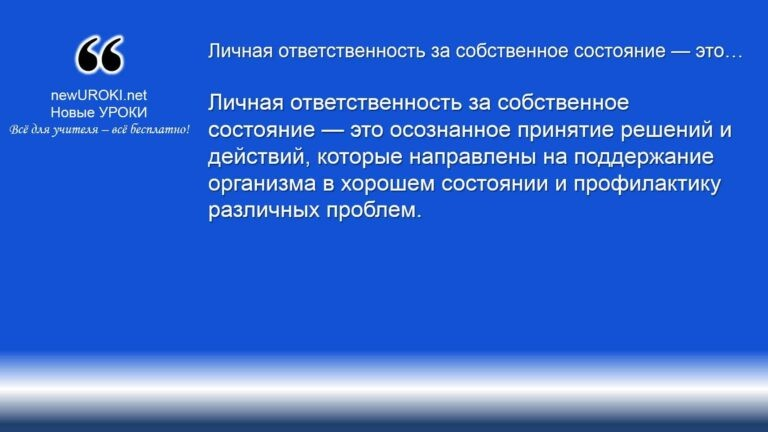 “
newUROKI.net
Новые УРОКИ
Всё для учителя – всё бесплатно!
Личная ответственность за собственное состояние — это…
Личная ответственность за собственное
состояние — это осознанное принятие решений и
действий, которые направлены на поддержание
организма в хорошем состоянии и профилактику
различных проблем.